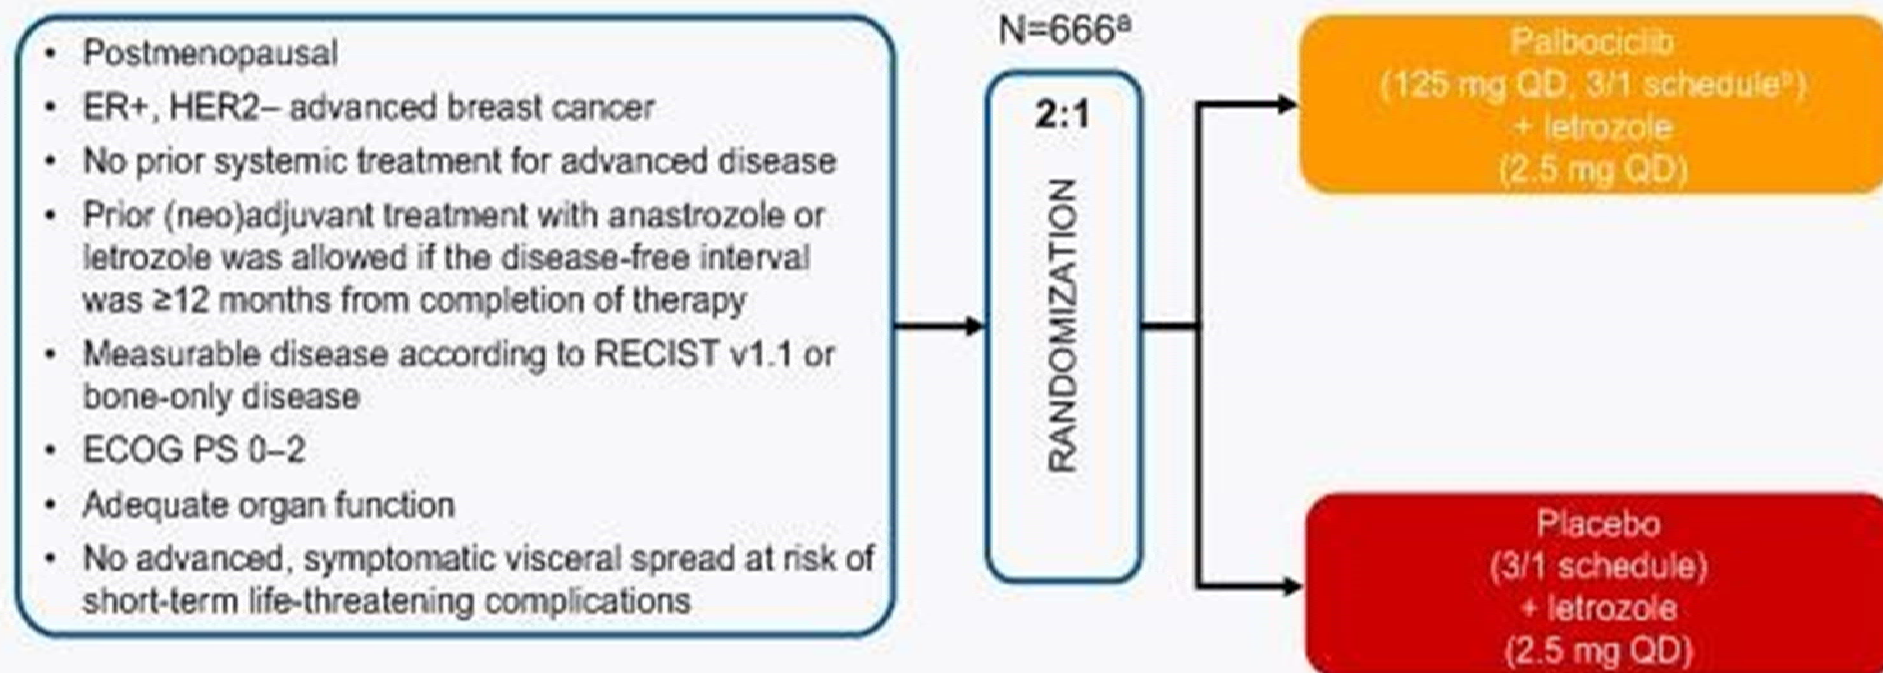 • Postmenopausal
• ER+, HER2– advanced breast cancer
• No prior systemic treatment for advanced disease
• Prior (neo)adjuvant treatment with anastrozole or
letrozole was allowed if the disease-free interval
was ≥12 months from completion of therapy
• Measurable disease according to RECIST v1.1 or
bone-only disease
• ECOG PS 0–2
• Adequate organ function
• No advanced, symptomatic visceral spread at risk of
short-term life-threatening complications
N=666ᵃ
2:1
RANDOMIZATION
Palbociclib
(125 mg QD, 3/1 scheduleᵇ)
+ letrozole
(2.5 mg QD)
Placebo
(3/1 schedule)
+ letrozole
(2.5 mg QD)